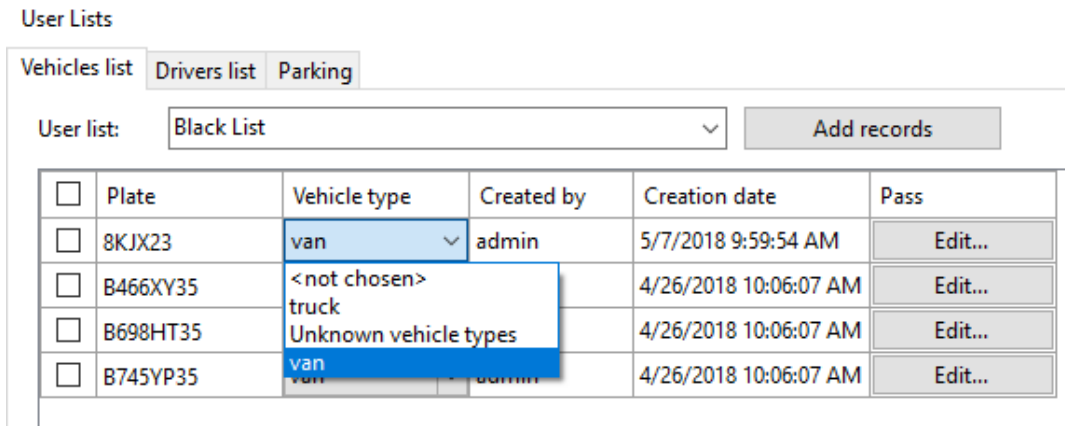 User Lists
Vehicles list Drivers list Parking
User list: Black List Add records
Plate Vehicle type Created by Creation date Pass
8KJX23 van admin 5/7/2018 9:59:54 AM Edit...
<not chosen>
B466XY35 4/26/2018 10:06:07 AM Edit...
truck
B698HT35 Unknown vehicle types 4/26/2018 10:06:07 AM Edit...
van
B745YP35 van admin 4/26/2018 10:06:07 AM Edit...